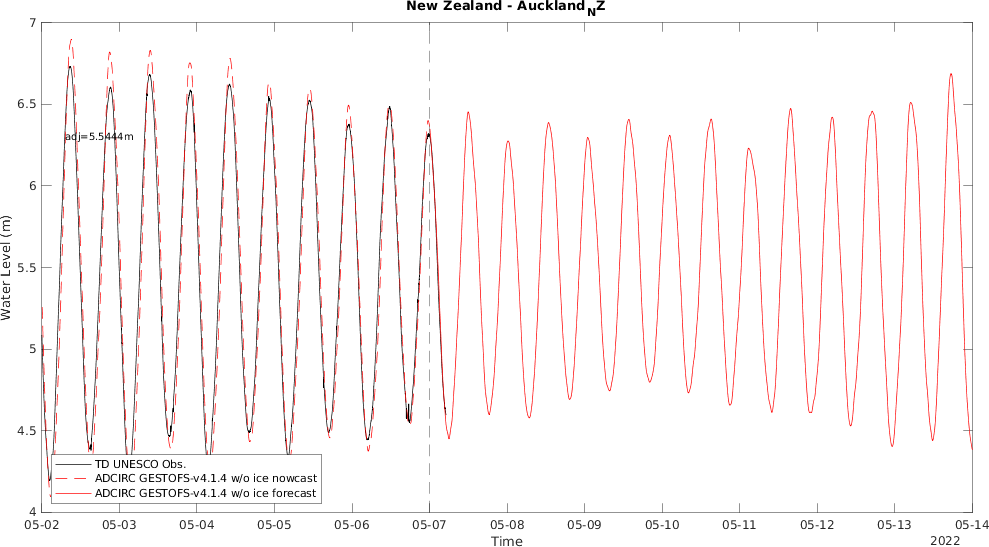 New Zealand - Auckland_NZ
7
6.5
6
5.5
5
4.5
4
Water Level (m)
adj=5.5444m
TD UNESCO Obs.
ADCIRC GESTOFS-v4.1.4 w/o ice nowcast
ADCIRC GESTOFS-v4.1.4 w/o ice forecast
05-02 05-03 05-04 05-05 05-06 05-07 05-08 05-09 05-10 05-11 05-12 05-13 05-14
Time
2022